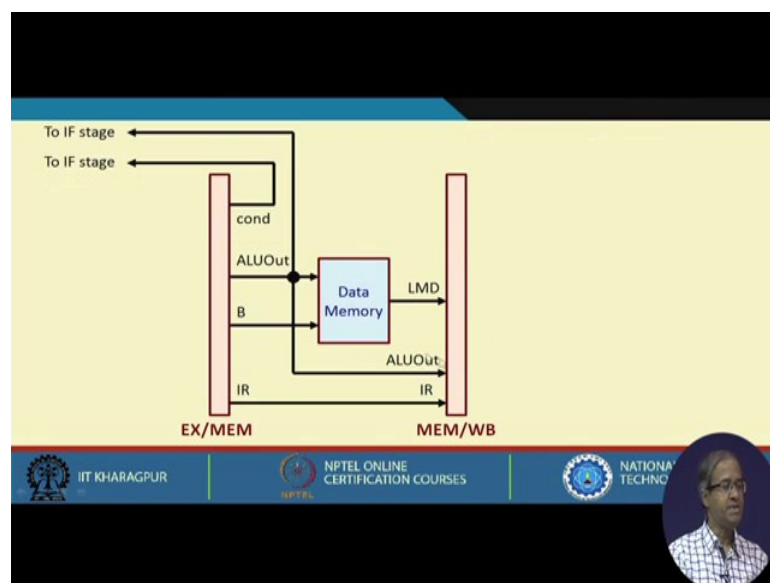 To IF stage
To IF stage
cond
ALUOut
Data
Memory
LMD
B
ALUOut
IR
IR
EX/MEM
MEM/WB
IIT KHARAGPUR
NPTEL
NPTEL ONLINE
CERTIFICATION COURSES
NATIONAL